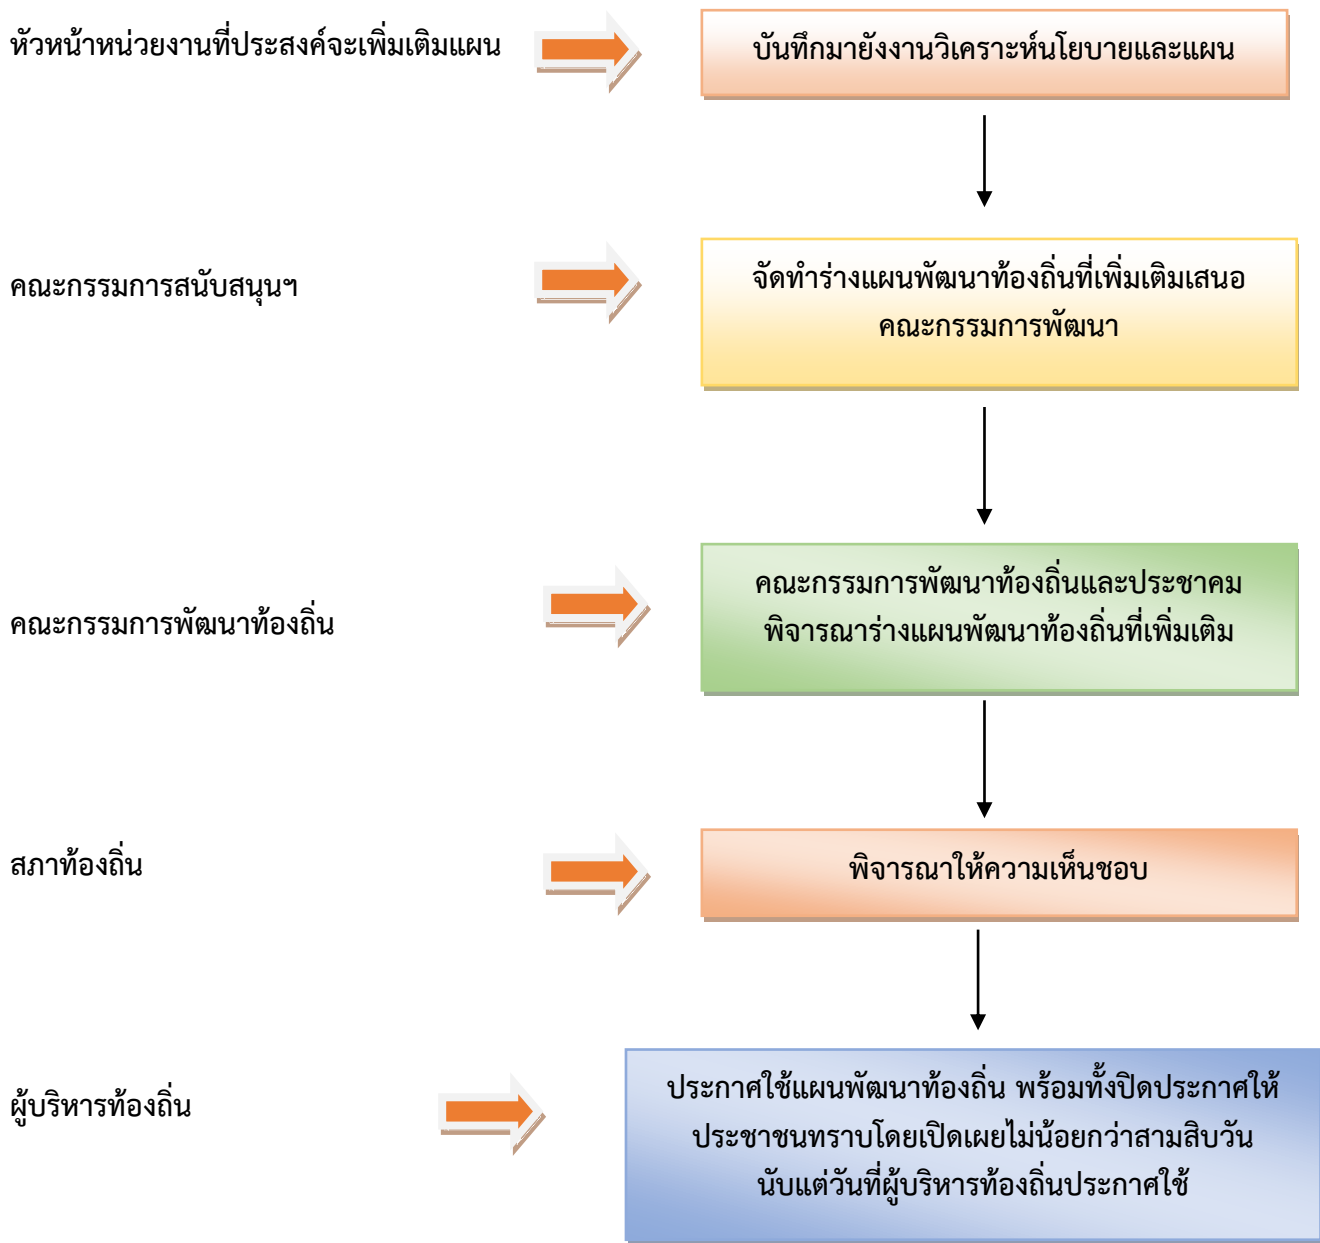 หัวหน้าหน่วยงานที่ประสงค์จะเพิ่มเติมแผน
บันทึกมายังงานวิเคราะห์นโยบายและแผน
คณะกรรมการสนับสนุนฯ
จัดทำร่างแผนพัฒนาท้องถิ่นที่เพิ่มเติมเสนอ
คณะกรรมการพัฒนา
คณะกรรมการพัฒนาท้องถิ่น
คณะกรรมการพัฒนาท้องถิ่นและประชาคม
พิจารณาร่างแผนพัฒนาท้องถิ่นที่เพิ่มเติม
สภาท้องถิ่น
พิจารณาให้ความเห็นชอบ
ผู้บริหารท้องถิ่น
ประกาศใช้แผนพัฒนาท้องถิ่น พร้อมทั้งปิดประกาศให้
ประชาชนทราบโดยเปิดเผยไม่น้อยกว่าสามสิบวัน
นับแต่วันที่ผู้บริหารท้องถิ่นประกาศใช้